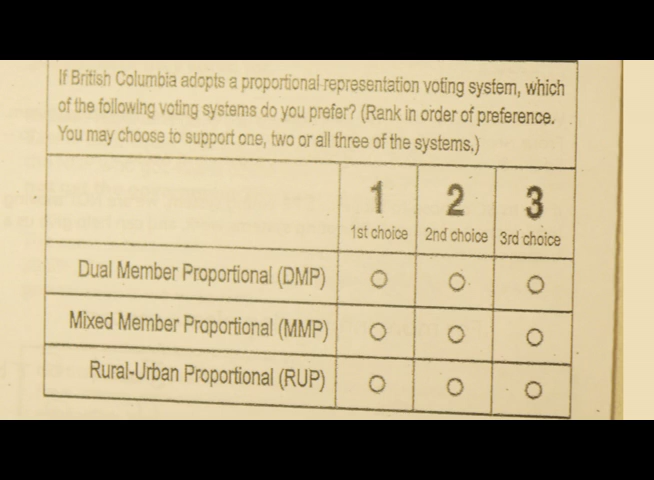 If British Columbia adopts a proportional representation voting system, which
of the following voting systems do you prefer? (Rank in order of preference.
You may choose to support one, two or all three of the systems.)
1 2 3
1st choice 2nd choice 3rd choice
Dual Member Proportional (DMP)
Mixed Member Proportional (MMP)
Rural-Urban Proportional (RUP)